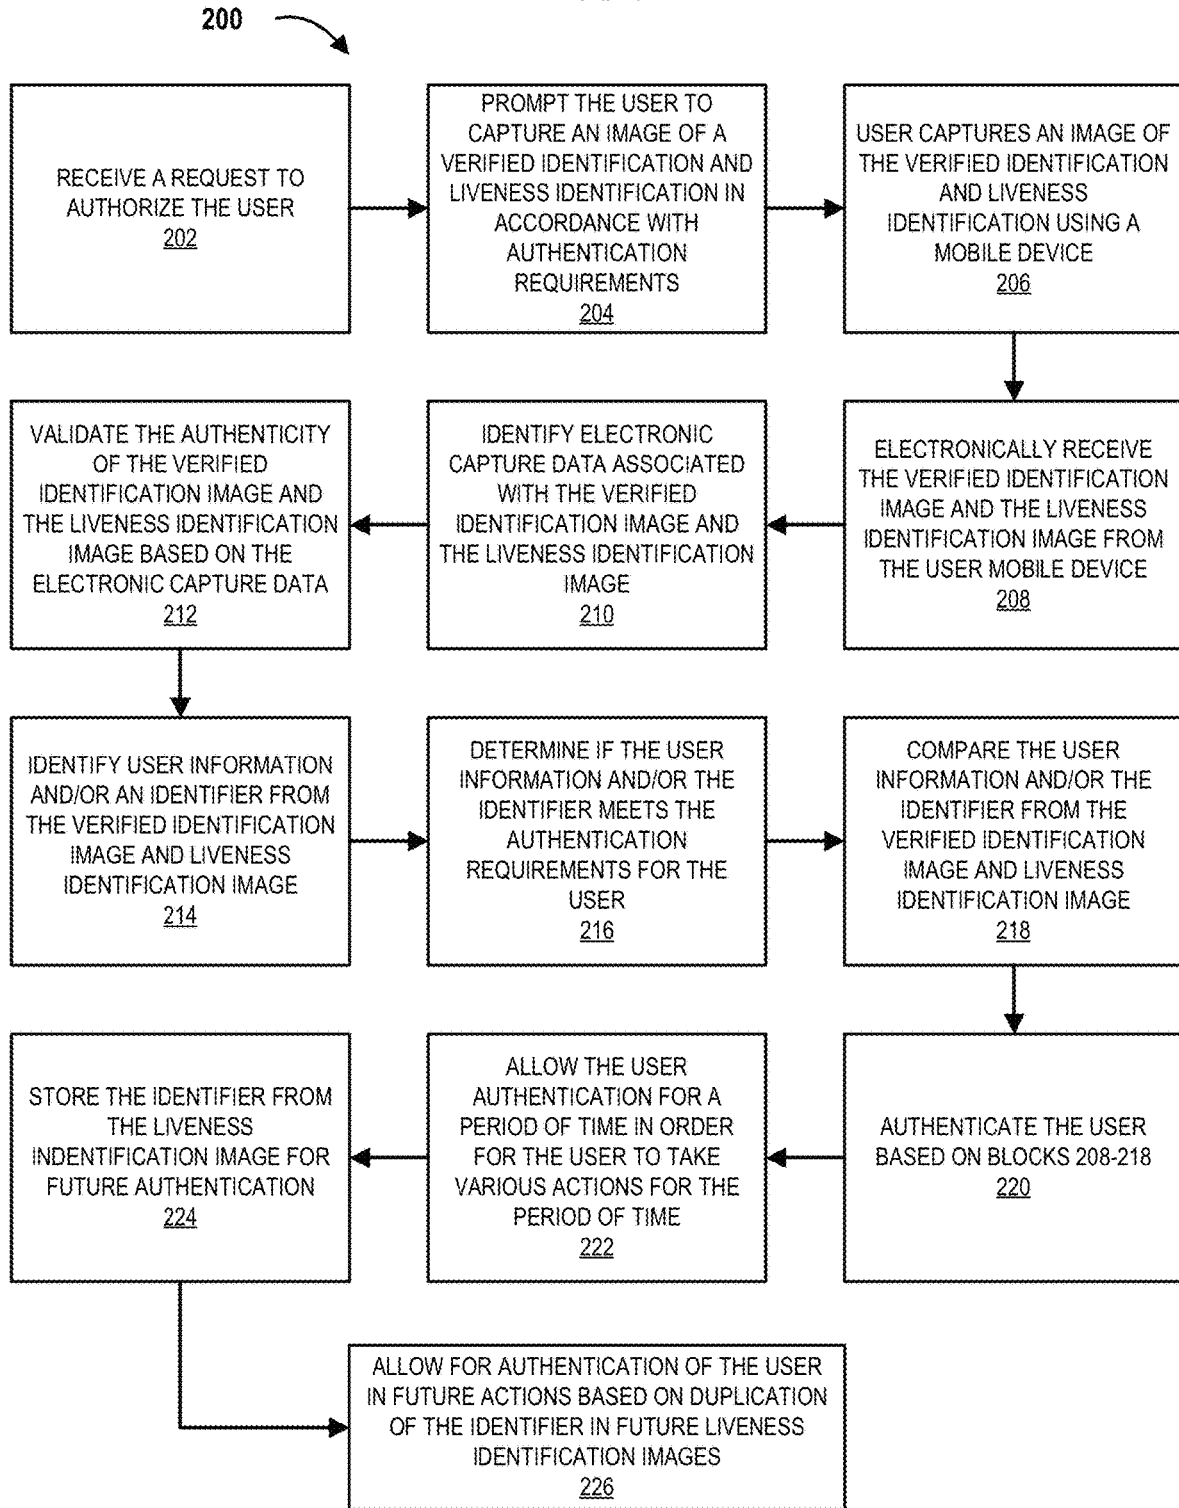 200
RECEIVE A REQUEST TO
AUTHORIZE THE USER
202
PROMPT THE USER TO
CAPTURE AN IMAGE OF A
VERIFIED IDENTIFICATION AND
LIVENESS IDENTIFICATION IN
ACCORDANCE WITH
AUTHENTICATION
REQUIREMENTS
204
USER CAPTURES AN IMAGE OF
THE VERIFIED IDENTIFICATION
AND LIVENESS
IDENTIFICATION USING A
MOBILE DEVICE
206
ELECTRONICALLY RECEIVE
THE VERIFIED IDENTIFICATION
IMAGE AND THE LIVENESS
IDENTIFICATION IMAGE FROM
THE USER MOBILE DEVICE
208
IDENTIFY ELECTRONIC
CAPTURE DATA ASSOCIATED
WITH THE VERIFIED
IDENTIFICATION IMAGE AND
THE LIVENESS IDENTIFICATION
IMAGE
210
VALIDATE THE AUTHENTICITY
OF THE VERIFIED
IDENTIFICATION IMAGE AND
THE LIVENESS IDENTIFICATION
IMAGE BASED ON THE
ELECTRONIC CAPTURE DATA
212
IDENTIFY USER INFORMATION
AND/OR AN IDENTIFIER FROM
THE VERIFIED IDENTIFICATION
IMAGE AND LIVENESS
IDENTIFICATION IMAGE
214
DETERMINE IF THE USER
INFORMATION AND/OR THE
IDENTIFIER MEETS THE
AUTHENTICATION
REQUIREMENTS FOR THE
USER
216
COMPARE THE USER
INFORMATION AND/OR THE
IDENTIFIER FROM THE
VERIFIED IDENTIFICATION
IMAGE AND LIVENESS
IDENTIFICATION IMAGE
218
AUTHENTICATE THE USER
BASED ON BLOCKS 208-218
220
ALLOW THE USER
AUTHENTICATION FOR A
PERIOD OF TIME IN ORDER
FOR THE USER TO TAKE
VARIOUS ACTIONS FOR THE
PERIOD OF TIME
222
STORE THE IDENTIFIER FROM
THE LIVENESS
INDENTIFICATION IMAGE FOR
FUTURE AUTHENTICATION
224
ALLOW FOR AUTHENTICATION OF THE USER
IN FUTURE ACTIONS BASED ON DUPLICATION
OF THE IDENTIFIER IN FUTURE LIVENESS
IDENTIFICATION IMAGES
226